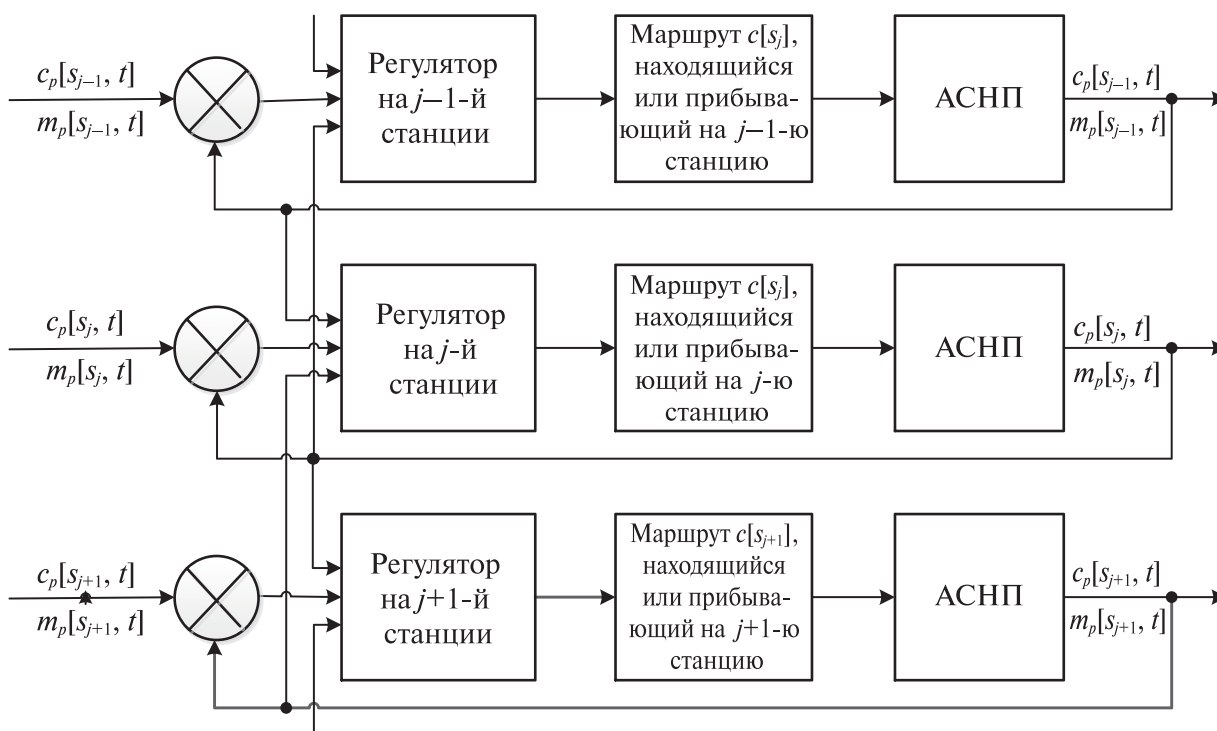 c_p[s_{j–1}, t]
m_p[s_{j–1}, t]
Регулятор
на j–1-й
станции
Маршрут c[s_j],
находящийся
или прибыва-
ющий на j–1-ю
станцию
АСНП
c_p[s_{j–1}, t]
m_p[s_{j–1}, t]
c_p[s_j, t]
m_p[s_j, t]
Регулятор
на j-й
станции
Маршрут c[s_j],
находящийся
или прибыва-
ющий на j-ю
станцию
АСНП
c_p[s_j, t]
m_p[s_j, t]
c_p[s_{j+1}, t]
m_p[s_{j+1}, t]
Регулятор
на j+1-й
станции
Маршрут c[s_{j+1}],
находящийся
или прибыва-
ющий на j+1-ю
станцию
АСНП
c_p[s_{j+1}, t]
m_p[s_{j+1}, t]